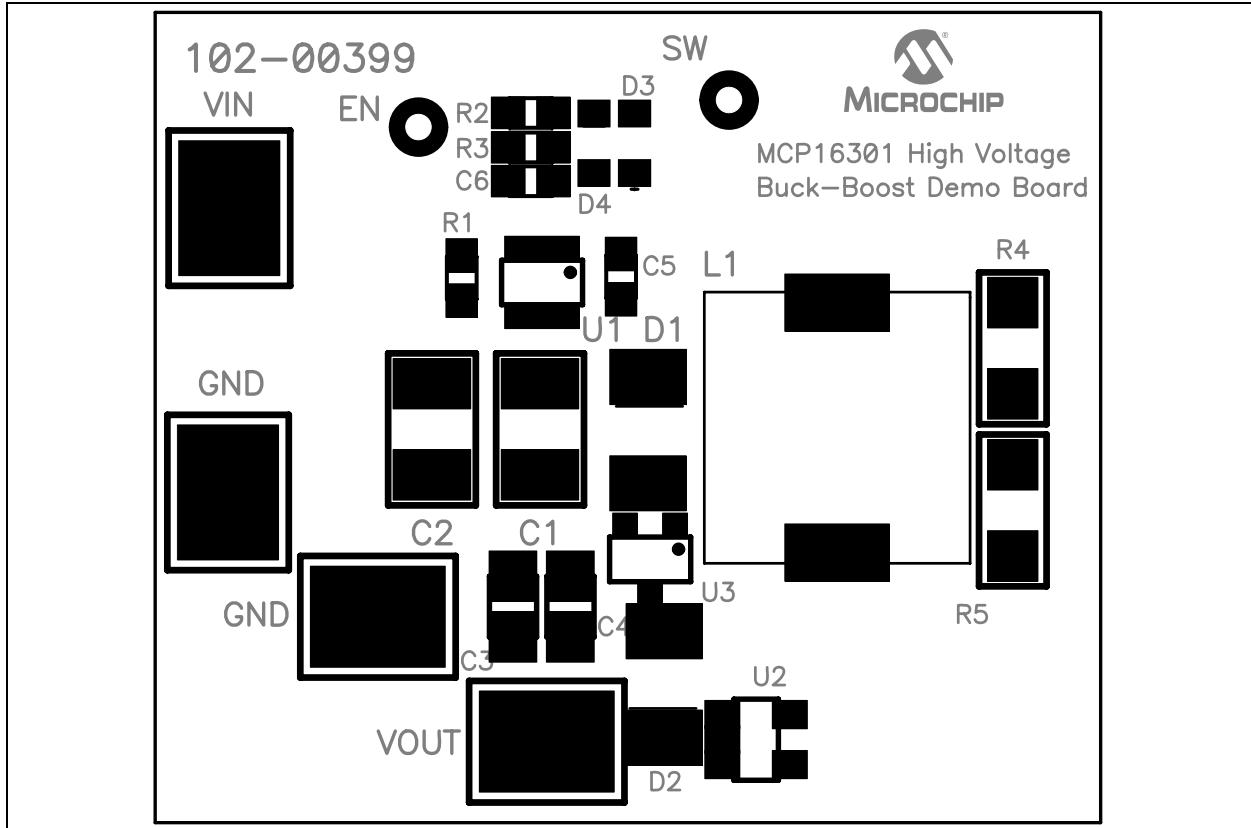 102-00399
SW
®
MICROCHIP
VIN
EN
R2
D3
R3
C6
D4
MCP16301 High Voltage
Buck-Boost Demo Board
R1
C5
L1
R4
U1
D1
GND
C2
C1
U3
R5
GND
C4
C3
U2
VOUT
D2